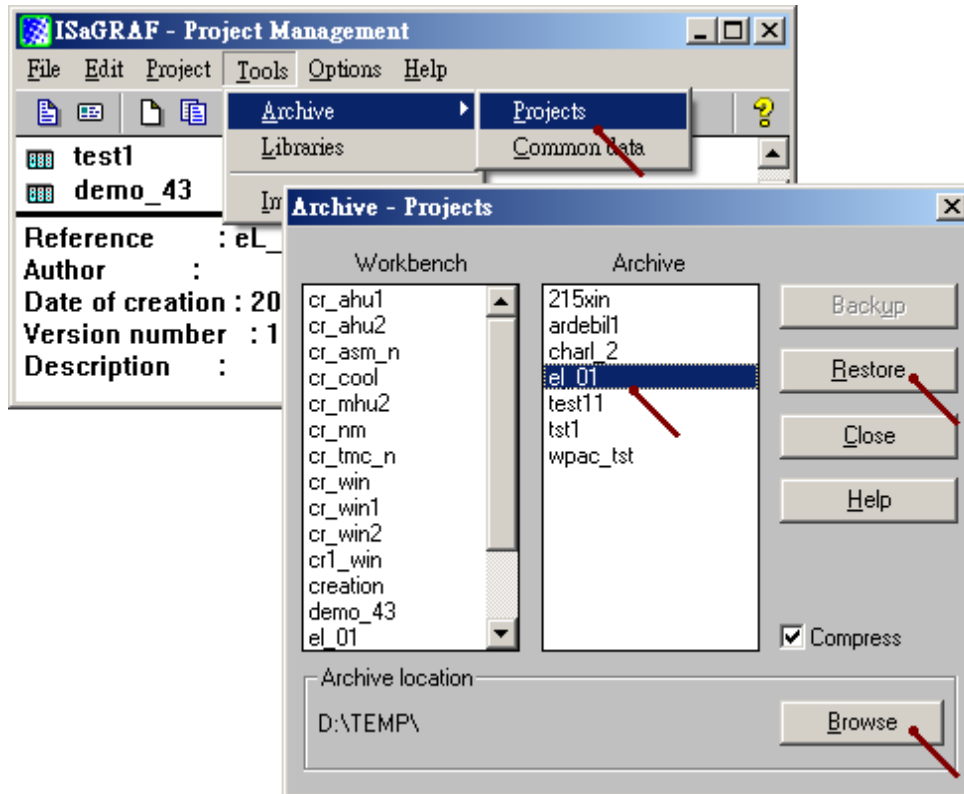 ISaGRAF - Project Management
File Edit Project Tools Options Help
Archive Projects
Libraries Common data
test1
demo_43
Im
Reference : eL_
Author :
Date of creation : 20
Version number : 1
Description :
Archive - Projects
Workbench Archive
cr_ahu1 215xin Backup
cr_ahu2 ardebil1
cr_asm_n charl_2
cr_cool el_01 Restore
cr_mhu2 test11
cr_nm tst1 Close
cr_tmc_n wpac_tst
cr_win
cr_win1 Help
cr_win2
cr1_win
creation
demo_43
el_01 Compress
Archive location
D:\TEMP\ Browse